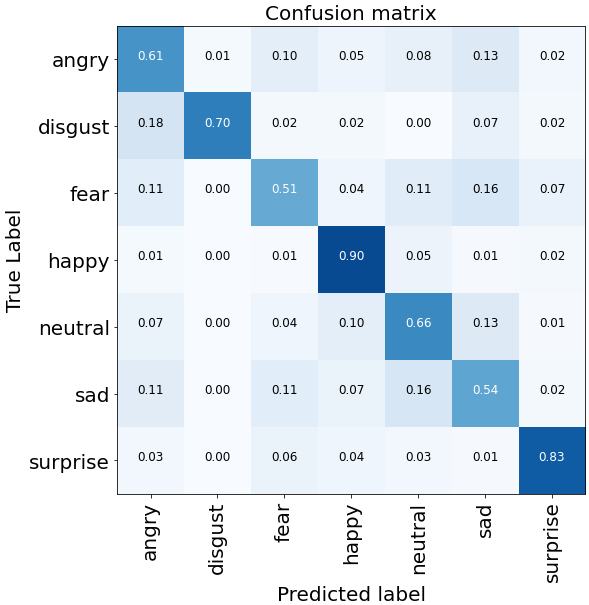 Confusion matrix
True Label
angry 0.61 0.01 0.10 0.05 0.08 0.13 0.02
disgust 0.18 0.70 0.02 0.02 0.00 0.07 0.02
fear 0.11 0.00 0.51 0.04 0.11 0.16 0.07
happy 0.01 0.00 0.01 0.90 0.05 0.01 0.02
neutral 0.07 0.00 0.04 0.10 0.66 0.13 0.01
sad 0.11 0.00 0.11 0.07 0.16 0.54 0.02
surprise 0.03 0.00 0.06 0.04 0.03 0.01 0.83
angry disgust fear happy neutral sad surprise
Predicted label